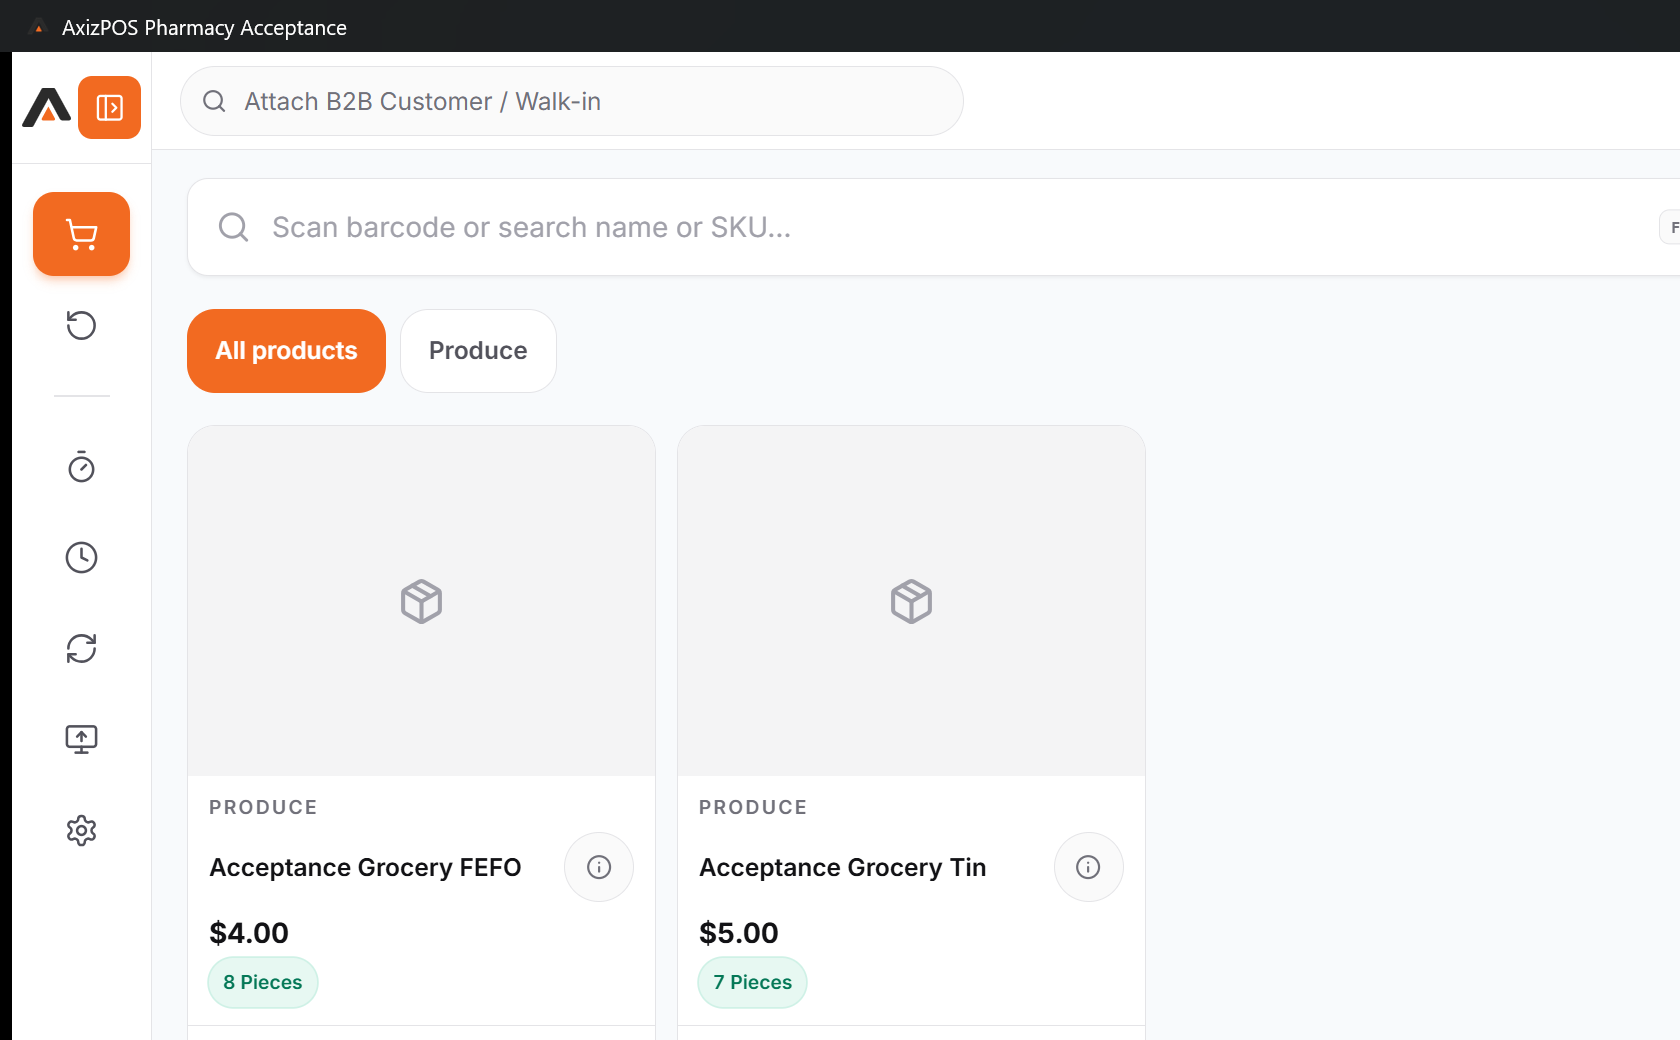 AxizPOS Pharmacy Acceptance
Attach B2B Customer / Walk-in
Scan barcode or search name or SKU...
All products
Produce
PRODUCE
Acceptance Grocery FEFO
$4.00
8 Pieces
PRODUCE
Acceptance Grocery Tin
$5.00
7 Pieces